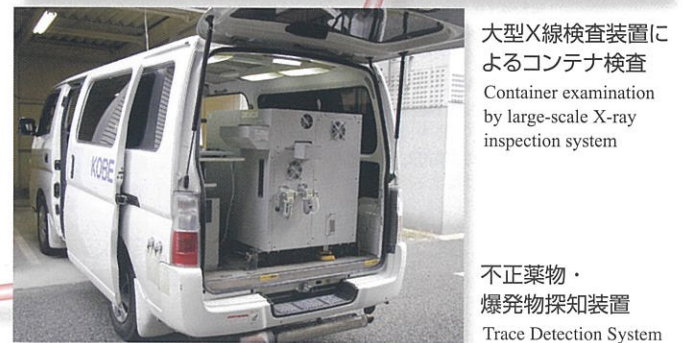 大型X線検査装置に
よるコンテナ検査
Container examination
by large-scale X-ray
inspection system
KOBE
不正薬物・
爆発物探知装置
Trace Detection System